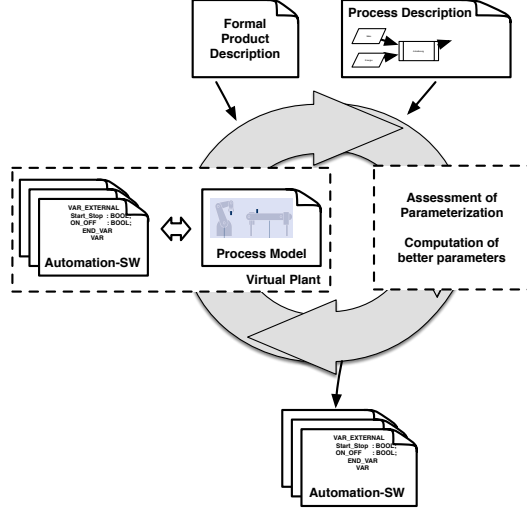 Formal
Product
Description
Process Description
VAR_EXTERNAL
Start_Stop : BOOL;
ON_OFF : BOOL;
END_VAR
VAR
Automation-SW
Process Model
Virtual Plant
Assessment of
Parameterization
Computation of
better parameters
VAR_EXTERNAL
Start_Stop : BOOL;
ON_OFF : BOOL;
END_VAR
VAR
Automation-SW